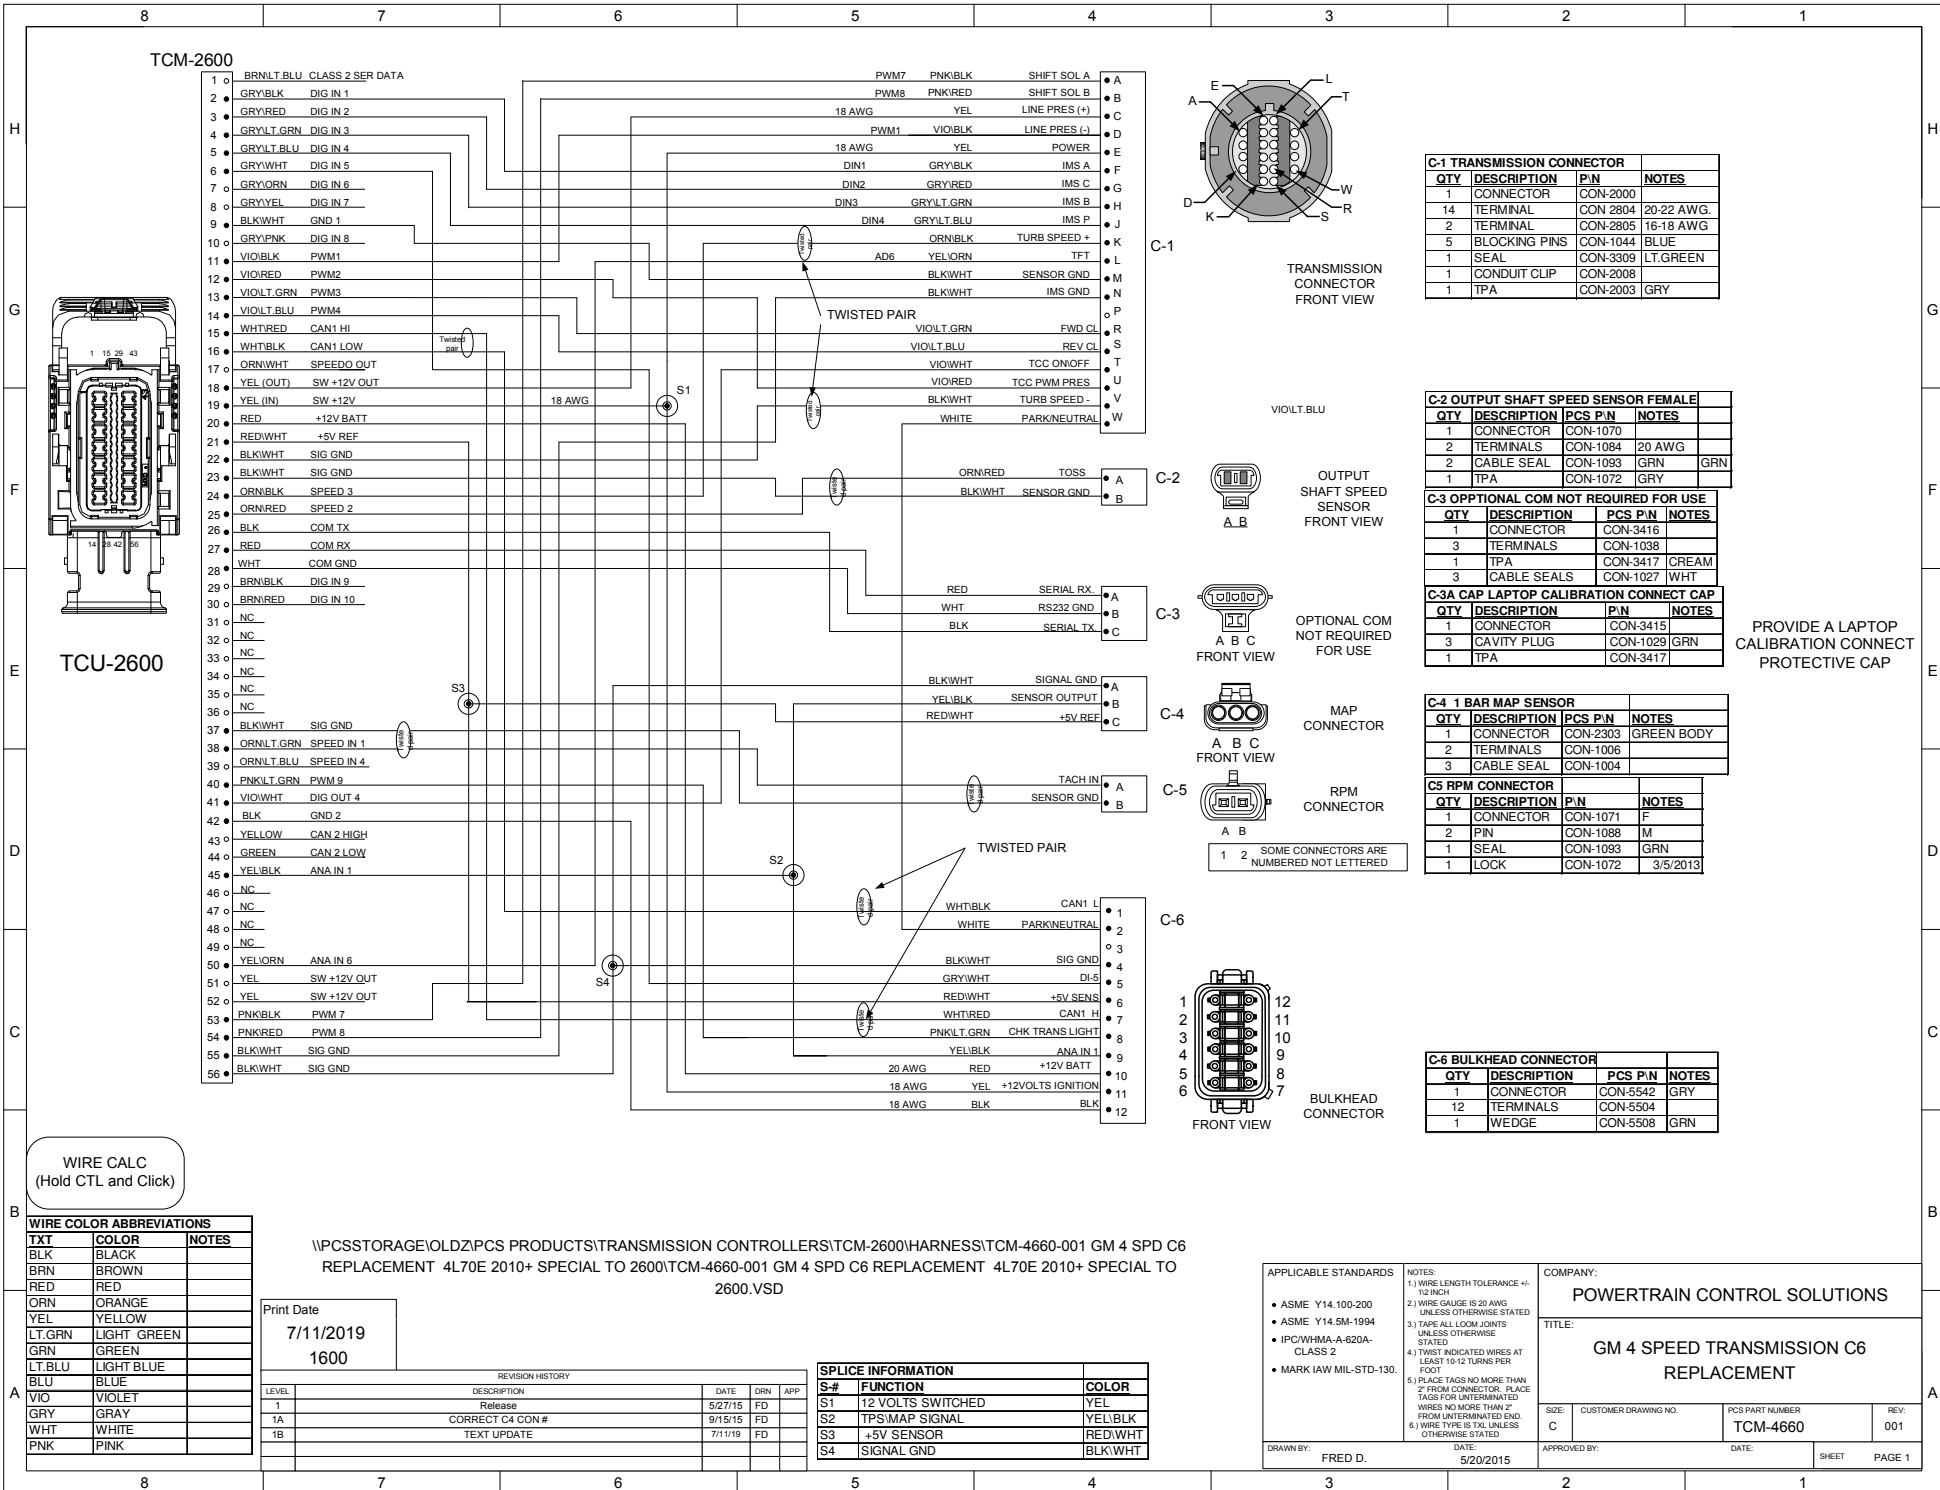 8 7 6 5 4 3 2 1
TCM-2600
1 BRN\LT.BLU CLASS 2 SER DATA
2 GRY\BLK DIG IN 1
3 GRY\RED DIG IN 2
4 GRY\LT.GRN DIG IN 3
5 GRY\LT.BLU DIG IN 4
6 GRY\WHT DIG IN 5
7 GRY\ORN DIG IN 6
8 GRY\YEL DIG IN 7
9 BLK\WHT GND 1
10 GRY\PNK DIG IN 8
11 VIO\BLK PWM1
12 VIO\RED PWM2
13 VIO\LT.GRN PWM3
14 VIO\LT.BLU PWM4
15 WHT\RED CAN1 HI
16 WHT\BLK CAN1 LOW
17 ORN\WHT SPEEDO OUT
18 YEL (OUT) SW +12V OUT
19 YEL (IN) SW +12V 18 AWG
20 RED +12V BATT
21 RED\WHT +5V REF
22 BLK\WHT SIG GND
23 BLK\WHT SIG GND
24 ORN\BLK SPEED 3
25 ORN\RED SPEED 2
26 BLK COM TX
27 RED COM RX
28 WHT COM GND
29 BRN\BLK DIG IN 9
30 BRN\RED DIG IN 10
31 NC
32 NC
33 NC
34 NC
35 NC
36 NC
37 BLK\WHT SIG GND
38 ORN\LT.GRN SPEED IN 1
39 ORN\LT.BLU SPEED IN 4
40 PNK\LT.GRN PWM 9
41 VIO\WHT DIG OUT 4
42 BLK GND 2
43 YELLOW CAN 2 HIGH
44 GREEN CAN 2 LOW
45 YEL\BLK ANA IN 1
46 NC
47 NC
48 NC
49 NC
50 YEL\ORN ANA IN 6
51 YEL SW +12V OUT
52 YEL SW +12V OUT
53 PNK\BLK PWM 7
54 PNK\RED PWM 8
55 BLK\WHT SIG GND
56 BLK\WHT SIG GND
1 15 29 43
14 28 42 56
TCU-2600
S1
S2
S3
S4
Twisted pair
TWISTED PAIR
TWISTED PAIR
PWM7 PNK\BLK SHIFT SOL A A
PWM8 PNK\RED SHIFT SOL B B
18 AWG YEL LINE PRES (+) C
PWM1 VIO\BLK LINE PRES (-) D
18 AWG YEL POWER E
DIN1 GRY\BLK IMS A F
DIN2 GRY\RED IMS C G
DIN3 GRY\LT.GRN IMS B H
DIN4 GRY\LT.BLU IMS P J
ORN\BLK TURB SPEED + K
AD6 YEL\ORN TFT L
BLK\WHT SENSOR GND M
BLK\WHT IMS GND N
P
VIO\LT.GRN FWD CL R
VIO\LT.BLU REV CL S
VIO\WHT TCC ON\OFF T
VIO\RED TCC PWM PRES U
BLK\WHT TURB SPEED - V
WHITE PARK/NEUTRAL W
C-1
ORN\RED TOSS A
BLK\WHT SENSOR GND B
C-2
RED SERIAL RX. A
WHT RS232 GND B
BLK SERIAL TX. C
C-3
BLK\WHT SIGNAL GND A
YEL\BLK SENSOR OUTPUT B
RED\WHT +5V REF C
C-4
TACH IN A
SENSOR GND B
C-5
WHT\BLK CAN1 L 1
WHITE PARK\NEUTRAL 2
3
BLK\WHT SIG GND 4
GRY\WHT DI-5 5
RED\WHT +5V SENS 6
WHT\RED CAN1 H 7
PNK\LT.GRN CHK TRANS LIGHT 8
YEL\BLK ANA IN 1 9
20 AWG RED +12V BATT 10
18 AWG YEL +12VOLTS IGNITION 11
18 AWG BLK BLK 12
C-6
E L A T D K W R S
TRANSMISSION
CONNECTOR
FRONT VIEW
VIO\LT.BLU
A B
OUTPUT
SHAFT SPEED
SENSOR
FRONT VIEW
A B C
FRONT VIEW
OPTIONAL COM
NOT REQUIRED
FOR USE
A B C
FRONT VIEW
MAP
CONNECTOR
A B
RPM
CONNECTOR
1 2 SOME CONNECTORS ARE
NUMBERED NOT LETTERED
1 12
2 11
3 10
4 9
5 8
6 7
FRONT VIEW
BULKHEAD
CONNECTOR
C-1 TRANSMISSION CONNECTOR
QTY DESCRIPTION P\N NOTES
1 CONNECTOR CON-2000
14 TERMINAL CON 2804 20-22 AWG.
2 TERMINAL CON-2805 16-18 AWG
5 BLOCKING PINS CON-1044 BLUE
1 SEAL CON-3309 LT.GREEN
1 CONDUIT CLIP CON-2008
1 TPA CON-2003 GRY
C-2 OUTPUT SHAFT SPEED SENSOR FEMALE
QTY DESCRIPTION PCS P\N NOTES
1 CONNECTOR CON-1070
2 TERMINALS CON-1084 20 AWG
2 CABLE SEAL CON-1093 GRN GRN
1 TPA CON-1072 GRY
C-3 OPPTIONAL COM NOT REQUIRED FOR USE
QTY DESCRIPTION PCS P\N NOTES
1 CONNECTOR CON-3416
3 TERMINALS CON-1038
1 TPA CON-3417 CREAM
3 CABLE SEALS CON-1027 WHT
C-3A CAP LAPTOP CALIBRATION CONNECT CAP
QTY DESCRIPTION P\N NOTES
1 CONNECTOR CON-3415
3 CAVITY PLUG CON-1029 GRN
1 TPA CON-3417
PROVIDE A LAPTOP
CALIBRATION CONNECT
PROTECTIVE CAP
C-4 1 BAR MAP SENSOR
QTY DESCRIPTION PCS P\N NOTES
1 CONNECTOR CON-2303 GREEN BODY
2 TERMINALS CON-1006
3 CABLE SEAL CON-1004
C5 RPM CONNECTOR
QTY DESCRIPTION P\N NOTES
1 CONNECTOR CON-1071 F
2 PIN CON-1088 M
1 SEAL CON-1093 GRN
1 LOCK CON-1072 3/5/2013
C-6 BULKHEAD CONNECTOR
QTY DESCRIPTION PCS P\N NOTES
1 CONNECTOR CON-5542 GRY
12 TERMINALS CON-5504
1 WEDGE CON-5508 GRN
WIRE CALC
(Hold CTL and Click)
WIRE COLOR ABBREVIATIONS
TXT COLOR NOTES
BLK BLACK
BRN BROWN
RED RED
ORN ORANGE
YEL YELLOW
LT.GRN LIGHT GREEN
GRN GREEN
LT.BLU LIGHT BLUE
BLU BLUE
VIO VIOLET
GRY GRAY
WHT WHITE
PNK PINK
\\PCSSTORAGE\OLDZ\PCS PRODUCTS\TRANSMISSION CONTROLLERS\TCM-2600\HARNESS\TCM-4660-001 GM 4 SPD C6
REPLACEMENT 4L70E 2010+ SPECIAL TO 2600\TCM-4660-001 GM 4 SPD C6 REPLACEMENT 4L70E 2010+ SPECIAL TO
2600.VSD
Print Date
7/11/2019
1600
REVISION HISTORY
LEVEL DESCRIPTION DATE DRN APP
1 Release 5/27/15 FD
1A CORRECT C4 CON # 9/15/15 FD
1B TEXT UPDATE 7/11/19 FD
SPLICE INFORMATION
S-# FUNCTION COLOR
S1 12 VOLTS SWITCHED YEL
S2 TPS\MAP SIGNAL YEL\BLK
S3 +5V SENSOR RED\WHT
S4 SIGNAL GND BLK\WHT
APPLICABLE STANDARDS
• ASME Y14.100-200
• ASME Y14.5M-1994
• IPC/WHMA-A-620A-
CLASS 2
• MARK IAW MIL-STD-130.
NOTES:
1.) WIRE LENGTH TOLERANCE +/-
1\2 INCH
2.) WIRE GAUGE IS 20 AWG
UNLESS OTHERWISE STATED
3.) TAPE ALL LOOM JOINTS
UNLESS OTHERWISE
STATED
4.) TWIST INDICATED WIRES AT
LEAST 10-12 TURNS PER
FOOT
5.) PLACE TAGS NO MORE THAN
2" FROM CONNECTOR. PLACE
TAGS FOR UNTERMINATED
WIRES NO MORE THAN 2"
FROM UNTERMINATED END.
6.) WIRE TYPE IS TXL UNLESS
OTHERWISE STATED
COMPANY:
POWERTRAIN CONTROL SOLUTIONS
TITLE:
GM 4 SPEED TRANSMISSION C6
REPLACEMENT
SIZE: C
CUSTOMER DRAWING NO.
PCS PART NUMBER
TCM-4660
REV:
001
DRAWN BY:
FRED D.
DATE:
5/20/2015
APPROVED BY:
DATE:
SHEET PAGE 1
H G F E D C B A
H G F E D C B A
8 7 6 5 4 3 2 1